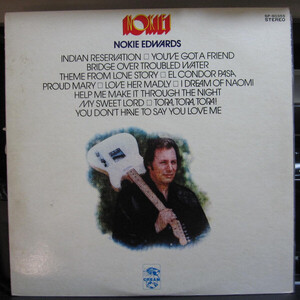 NOKIE!
STEREO
NOKIE EDWARDS
INDIAN RESERVATION □ YOU'VE GOT A FRIEND
BRIDGE OVER TROUBLED WATER
THEME FROM LOVE STORY □ EL CONDOR PASA
PROUD MARY □ LOVE HER MADLY □ I DREAM OF NAOMI
HELP ME MAKE IT THROUGH THE NIGHT
MY SWEET LORD □ TORA, TORA, TORA!
YOU DON'T HAVE TO SAY YOU LOVE ME
CREAM